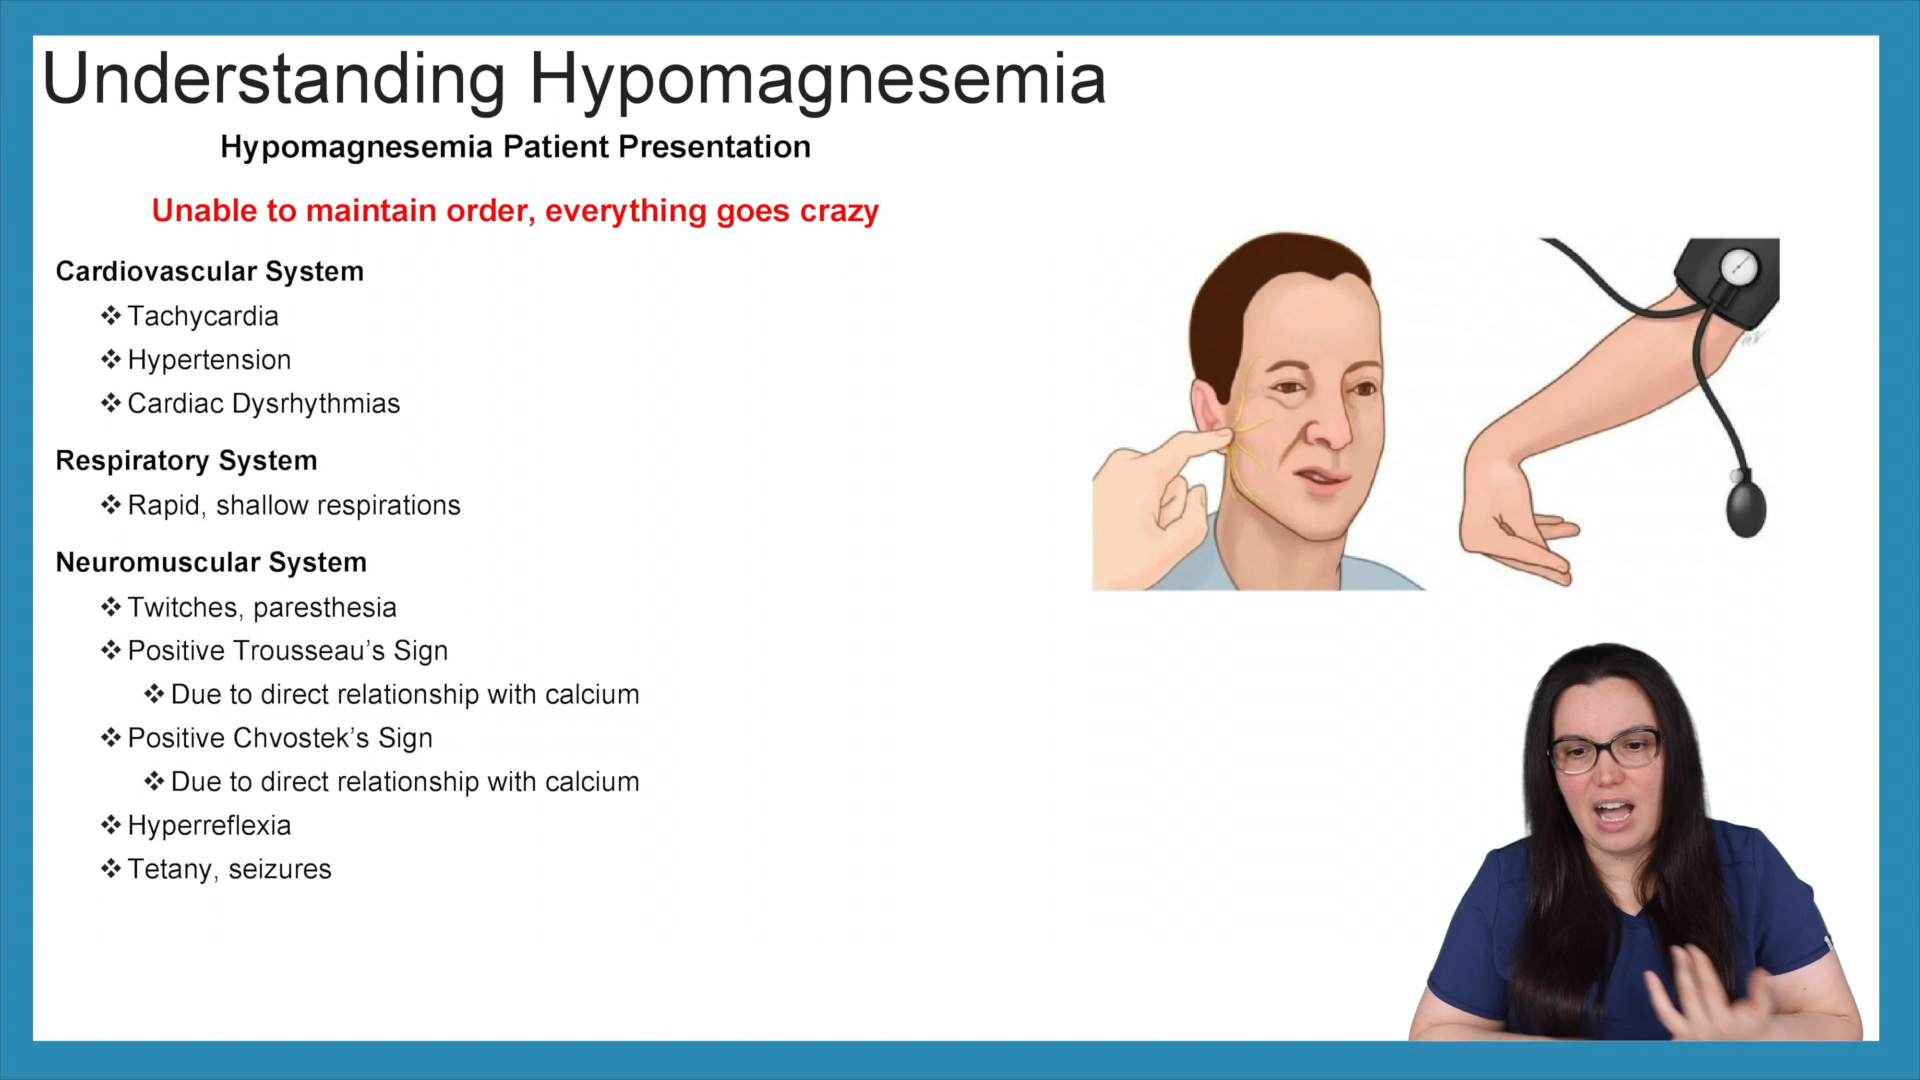 Understanding Hypomagnesemia
Hypomagnesemia Patient Presentation
Unable to maintain order, everything goes crazy
Cardiovascular System
❖ Tachycardia
❖ Hypertension
❖ Cardiac Dysrhythmias
Respiratory System
❖ Rapid, shallow respirations
Neuromuscular System
❖ Twitches, paresthesia
❖ Positive Trousseau’s Sign
❖ Due to direct relationship with calcium
❖ Positive Chvostek’s Sign
❖ Due to direct relationship with calcium
❖ Hyperreflexia
❖ Tetany, seizures